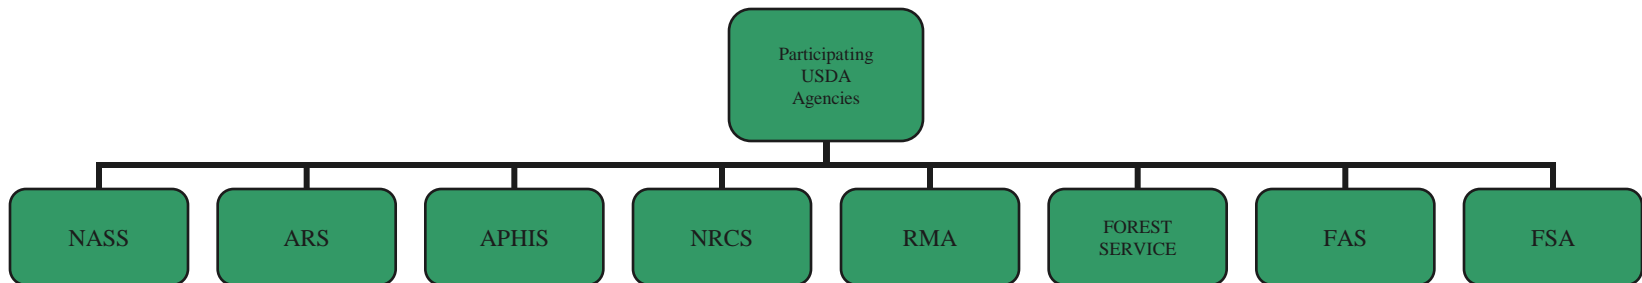 Participating
USDA
Agencies
NASS
ARS
APHIS
NRCS
RMA
FOREST
SERVICE
FAS
FSA